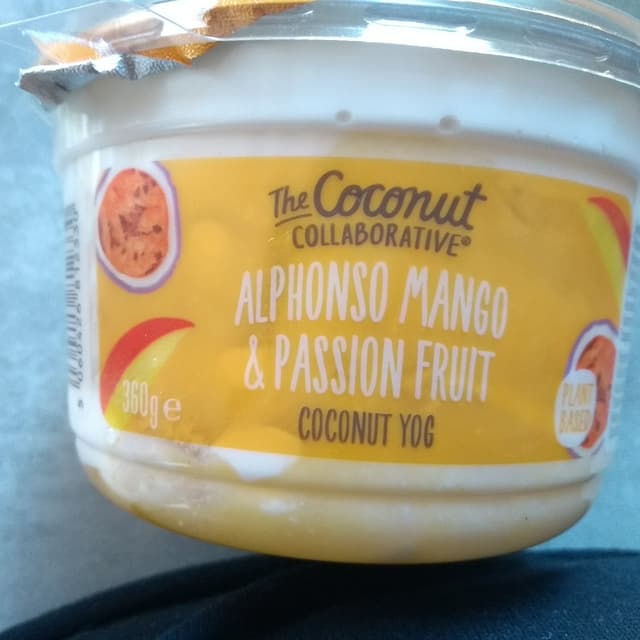 The Coconut
COLLABORATIVE®
ALPHONSO MANGO
& PASSION FRUIT
COCONUT YOG
360g e
PLANT
BASED